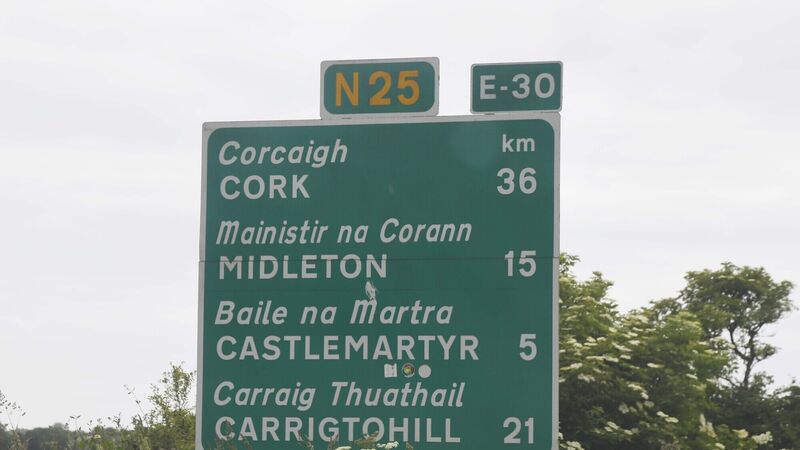 N25
E-30
km
Corcaigh
CORK 36
Mainistir na Corann
MIDLETON 15
Baile na Martra
CASTLEMARTYR 5
Carraig Thuathail
CARRIGTOHILL 21